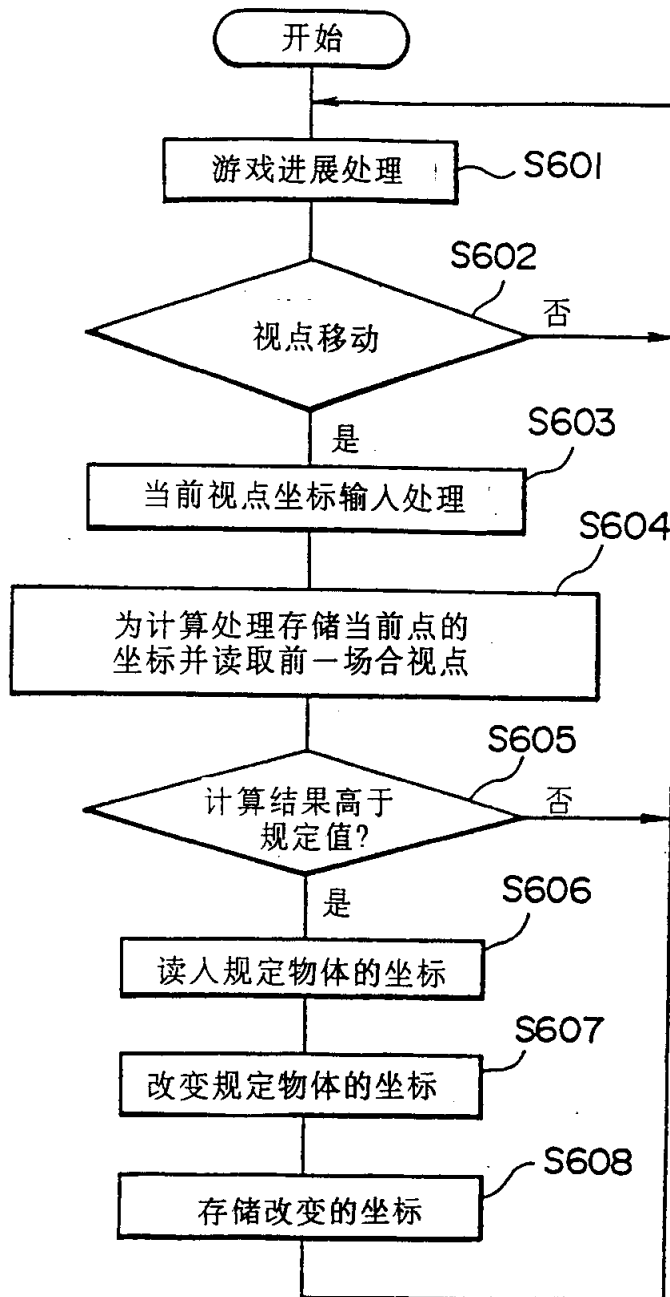 开始
游戏进展处理
S601
S602
视点移动
否
是
S603
当前视点坐标输入处理
S604
为计算处理存储当前点的
坐标并读取前一场合视点
S605
计算结果高于
规定值?
否
是
S606
读入规定物体的坐标
S607
改变规定物体的坐标
S608
存储改变的坐标